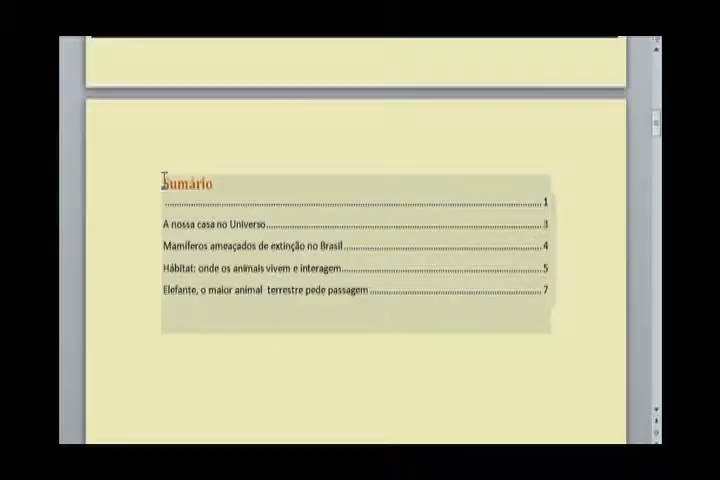 Sumário
........................................................................................................ 1
A nossa casa no Universo........................................................................ 3
Mamíferos ameaçados de extinção no Brasil.................................................. 4
Hábitat: onde os animais vivem e interagem.................................................. 5
Elefante, o maior animal terrestre pede passagem............................................ 7